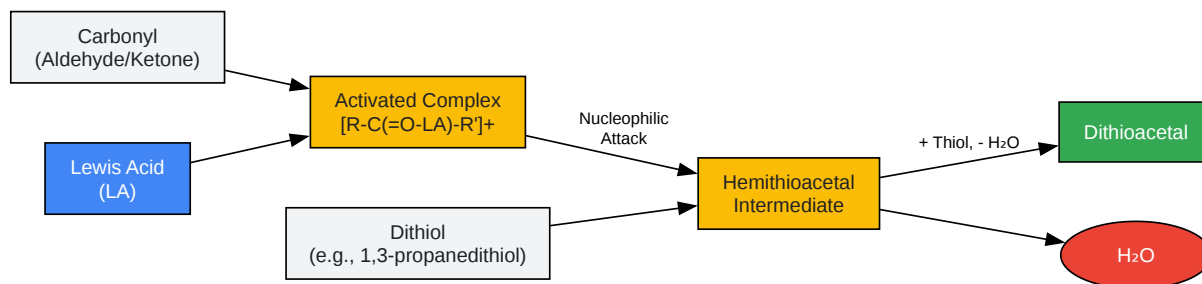 Carbonyl
(Aldehyde/Ketone)
Lewis Acid
(LA)
Activated Complex
[R-C(=O-LA)-R']+
Nucleophilic
Attack
Dithiol
(e.g., 1,3-propanedithiol)
Hemithioacetal
Intermediate
+ Thiol, - H₂O
Dithioacetal
H₂O